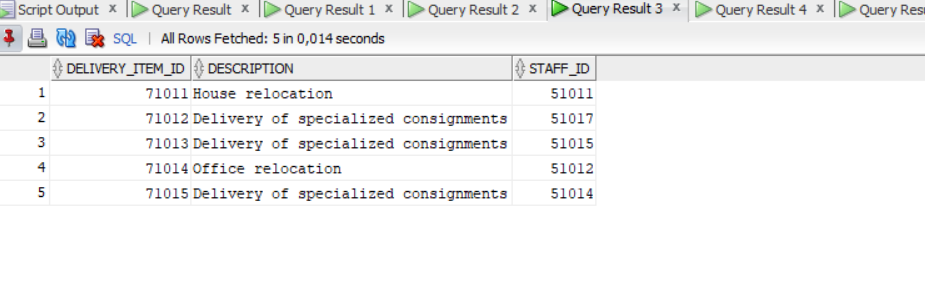 Script Output x Query Result x Query Result 1 x Query Result 2 x Query Result 3 x Query Result 4 x Query Res
SQL | All Rows Fetched: 5 in 0,014 seconds
DELIVERY_ITEM_ID DESCRIPTION STAFF_ID
1 71011 House relocation 51011
2 71012 Delivery of specialized consignments 51017
3 71013 Delivery of specialized consignments 51015
4 71014 Office relocation 51012
5 71015 Delivery of specialized consignments 51014